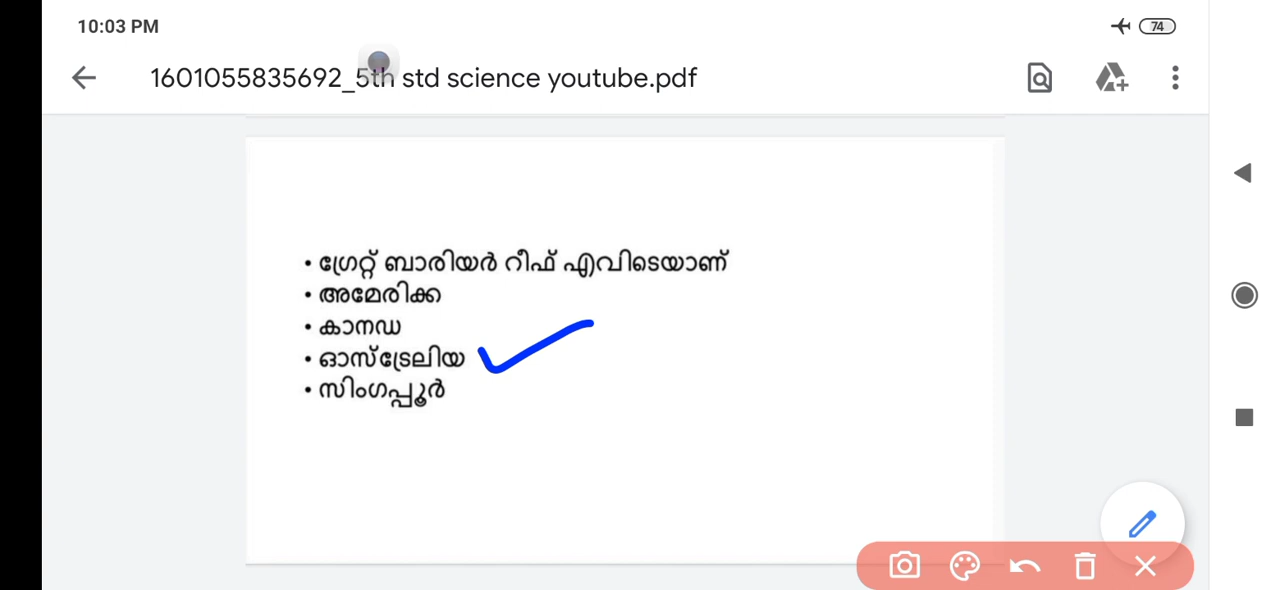 10:03 PM
74
1601055835692_5th std science youtube.pdf
• ഗ്രേറ്റ് ബാരിയർ റീഫ് എവിടെയാണ്
• അമേരിക്ക
• കാനഡ
• ഓസ്ട്രേലിയ
• സിംഗപ്പൂർ